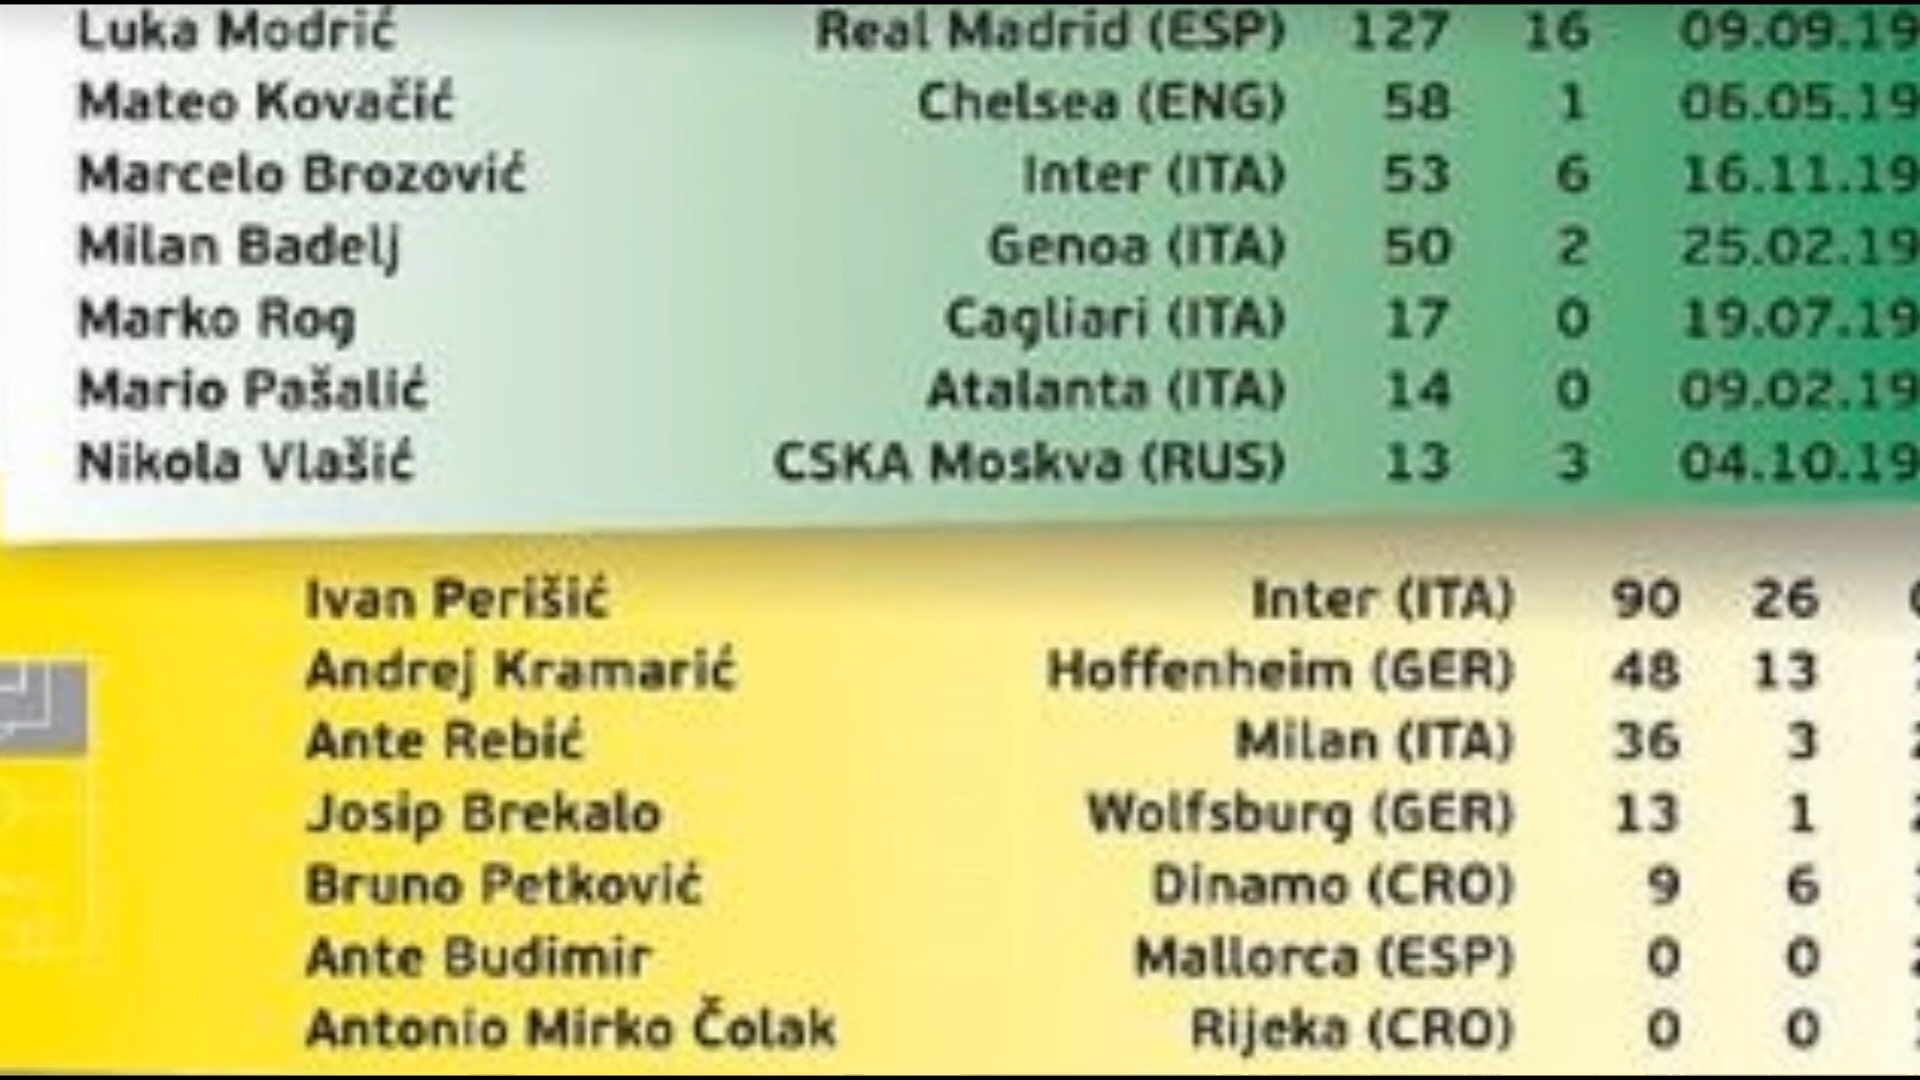 Luka Modrić Real Madrid (ESP) 127 16 09.09.19
Mateo Kovačić Chelsea (ENG) 58 1 06.05.19
Marcelo Brozović Inter (ITA) 53 6 16.11.19
Milan Badelj Genoa (ITA) 50 2 25.02.19
Marko Rog Cagliari (ITA) 17 0 19.07.19
Mario Pašalić Atalanta (ITA) 14 0 09.02.19
Nikola Vlašić CSKA Moskva (RUS) 13 3 04.10.19
Ivan Perišić Inter (ITA) 90 26
Andrej Kramarić Hoffenheim (GER) 48 13
Ante Rebić Milan (ITA) 36 3
Josip Brekalo Wolfsburg (GER) 13 1
Bruno Petković Dinamo (CRO) 9 6
Ante Budimir Mallorca (ESP) 0 0
Antonio Mirko Čolak Rijeka (CRO) 0 0